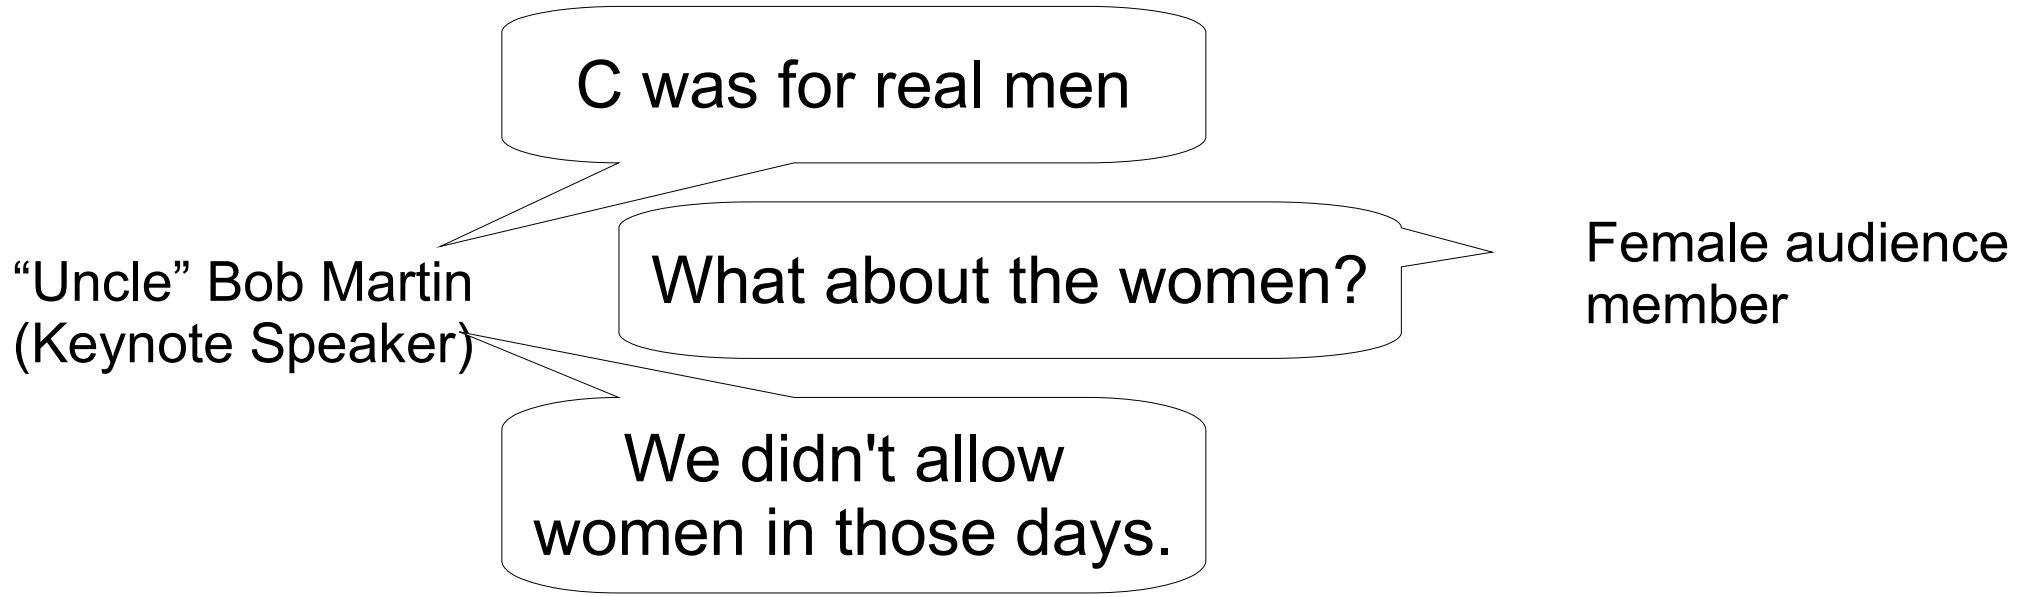 C was for real men
“Uncle” Bob Martin
(Keynote Speaker)
What about the women?
Female audience
member
We didn't allow
women in those days.